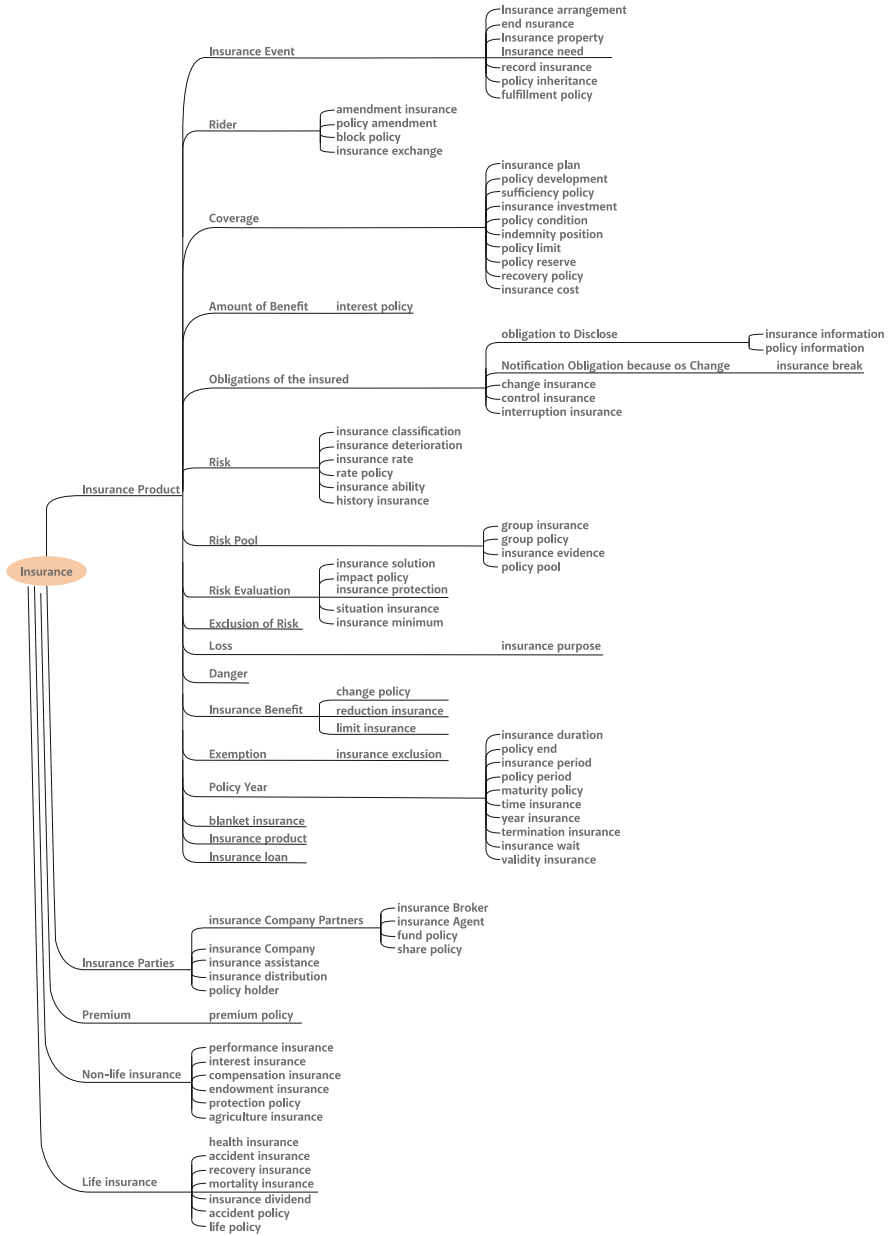 Insurance arrangement
end nsurance
Insurance property
Insurance Event
Insurance need
record insurance
policy inheritance
fulfillment policy
amendment insurance
Rider
policy amendment
block policy
insurance exchange
insurance plan
policy development
sufficiency policy
insurance investment
Coverage
policy condition
indemnity position
policy limit
policy reserve
recovery policy
insurance cost
Amount of Benefit
interest policy
obligation to Disclose
insurance information
policy information
Notification Obligation because os Change
insurance break
Obligations of the insured
change insurance
control insurance
interruption insurance
insurance classification
insurance deterioration
Risk
insurance rate
rate policy
insurance ability
history insurance
Insurance Product
group insurance
Risk Pool
group policy
insurance evidence
policy pool
Insurance
insurance solution
impact policy
Risk Evaluation
insurance protection
situation insurance
insurance minimum
Exclusion of Risk
Loss
insurance purpose
Danger
change policy
Insurance Benefit
reduction insurance
limit insurance
Exemption
insurance exclusion
insurance duration
policy end
insurance period
policy period
Policy Year
maturity policy
time insurance
year insurance
termination insurance
insurance wait
validity insurance
blanket insurance
Insurance product
Insurance loan
insurance Company Partners
insurance Broker
insurance Agent
fund policy
share policy
Insurance Parties
insurance Company
insurance assistance
insurance distribution
policy holder
Premium
premium policy
Non-life insurance
performance insurance
interest insurance
compensation insurance
endowment insurance
protection policy
agriculture insurance
Life insurance
health insurance
accident insurance
recovery insurance
mortality insurance
insurance dividend
accident policy
life policy